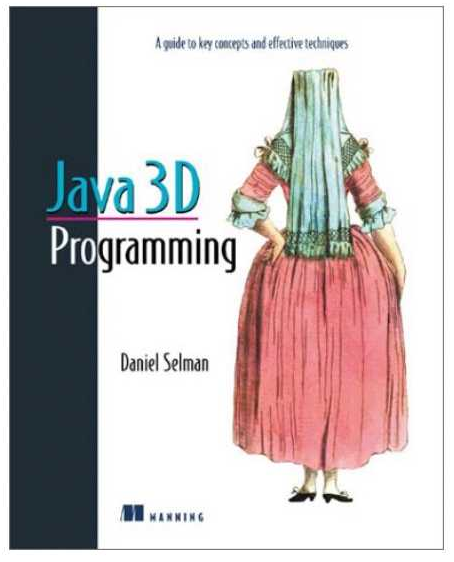 A guide to key concepts and effective techniques
Java 3D
Programming
Daniel Selman
MANNING